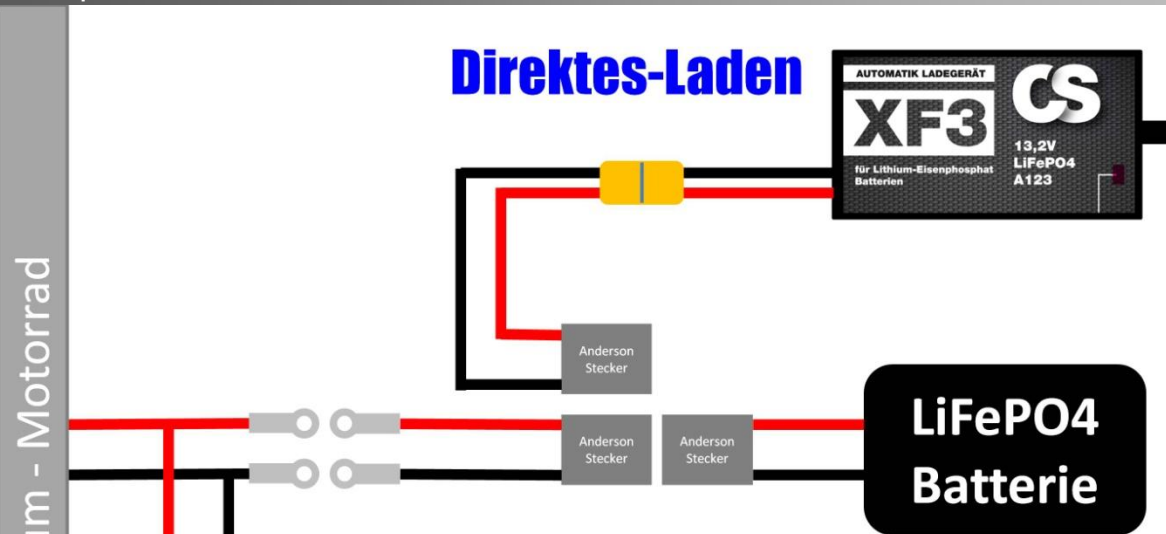 Direktes-Laden
AUTOMATIK LADEGERÄT
XF3
für Lithium-Eisenphosphat
Batterien
CS
13,2V
LiFePO4
A123
um - Motorrad
Anderson
Stecker
Anderson
Stecker
Anderson
Stecker
LiFePO4
Batterie